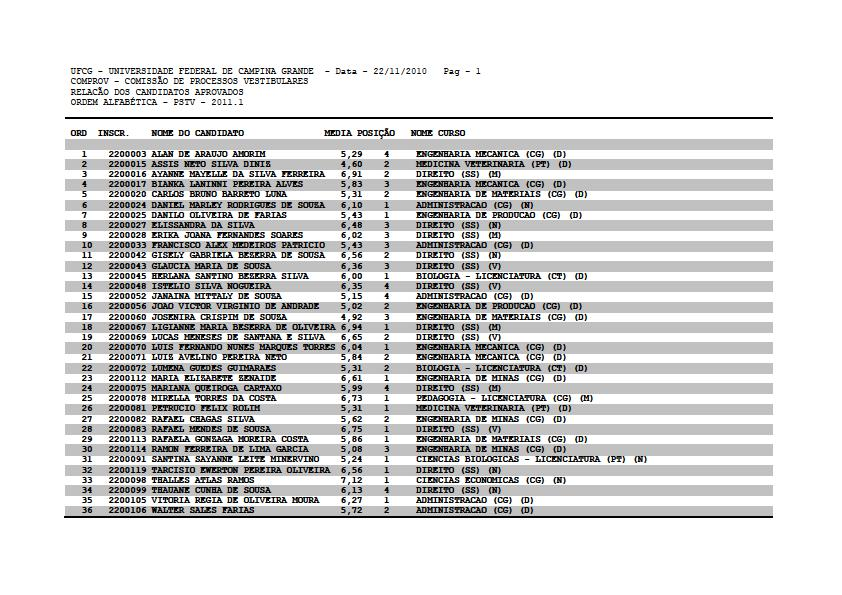 UFCG - UNIVERSIDADE FEDERAL DE CAMPINA GRANDE - Data - 22/11/2010 Pag - 1
COMPROV - COMISSÃO DE PROCESSOS VESTIBULARES
RELACÃO DOS CANDIDATOS APROVADOS
ORDEM ALFABÉTICA - PSTV - 2011.1
ORD INSCR. NOME DO CANDIDATO MEDIA POSIÇÃO NOME CURSO
1 2200003 ALAN DE ARAUJO AMORIM 5,29 4 ENGENHARIA MECANICA (CG) (D)
2 2200015 ASSIS NETO SILVA DINIZ 4,60 2 MEDICINA VETERINARIA (PT) (D)
3 2200016 AYANNE MAYELLE DA SILVA FERREIRA 6,91 2 DIREITO (SS) (M)
4 2200017 BIANKA LANINNI PEREIRA ALVES 5,83 3 ENGENHARIA MECANICA (CG) (D)
5 2200020 CARLOS BRUNO BARRETO LUNA 5,31 2 ENGENHARIA DE MATERIAIS (CG) (D)
6 2200024 DANIEL MARLEY RODRIGUES DE SOUZA 6,10 1 ADMINISTRACAO (CG) (N)
7 2200025 DANILO OLIVEIRA DE FARIAS 5,43 1 ENGENHARIA DE PRODUCAO (CG) (D)
8 2200027 ELISSANDRA DA SILVA 6,48 3 DIREITO (SS) (N)
9 2200028 ERIKA JOANA FERNANDES SOARES 6,02 3 DIREITO (SS) (M)
10 2200033 FRANCISCO ALEX MEDEIROS PATRICIO 5,43 3 ADMINISTRACAO (CG) (D)
11 2200042 GISELY GABRIELA BESERRA DE SOUSA 6,56 2 DIREITO (SS) (N)
12 2200043 GLAUCIA MARIA DE SOUSA 6,36 3 DIREITO (SS) (V)
13 2200045 HERLANA SANTINO BEZERRA SILVA 6,00 1 BIOLOGIA - LICENCIATURA (CT) (D)
14 2200048 ISTELIO SILVA NOGUEIRA 6,35 4 DIREITO (SS) (V)
15 2200052 JANAINA MITTALY DE SOUZA 5,15 4 ADMINISTRACAO (CG) (D)
16 2200056 JOAO VICTOR VIRGINIO DE ANDRADE 5,02 2 ENGENHARIA DE PRODUCAO (CG) (D)
17 2200060 JOSENIRA CRISPIM DE SOUZA 4,92 3 ENGENHARIA DE MATERIAIS (CG) (D)
18 2200067 LIGIANNE MARIA BESERRA DE OLIVEIRA 6,94 1 DIREITO (SS) (M)
19 2200069 LUCAS MENESES DE SANTANA E SILVA 6,65 2 DIREITO (SS) (V)
20 2200070 LUIS FERNANDO NUNES MARQUES TORRES 6,04 1 ENGENHARIA MECANICA (CG) (D)
21 2200071 LUIZ AVELINO PEREIRA NETO 5,84 2 ENGENHARIA MECANICA (CG) (D)
22 2200072 LUMENA GUEDES GUIMARAES 5,31 2 BIOLOGIA - LICENCIATURA (CT) (D)
23 2200112 MARIA ELIZABETE ZENAIDE 6,61 1 ENGENHARIA DE MINAS (CG) (D)
24 2200075 MARIANA QUEIROGA CARTAXO 5,99 4 DIREITO (SS) (M)
25 2200078 MIRELLA TORRES DA COSTA 6,73 1 PEDAGOGIA - LICENCIATURA (CG) (M)
26 2200081 PETRUCIO FELIX ROLIM 5,31 1 MEDICINA VETERINARIA (PT) (D)
27 2200082 RAFAEL CHAGAS SILVA 5,62 2 ENGENHARIA DE MINAS (CG) (D)
28 2200083 RAFAEL MENDES DE SOUSA 6,75 1 DIREITO (SS) (V)
29 2200113 RAFAELA GONZAGA MOREIRA COSTA 5,86 1 ENGENHARIA DE MATERIAIS (CG) (D)
30 2200114 RAMON FERREIRA DE LIMA GARCIA 5,08 3 ENGENHARIA DE MINAS (CG) (D)
31 2200091 SANTINA SAYANNE LEITE MINERVINO 5,24 1 CIENCIAS BIOLOGICAS - LICENCIATURA (PT) (N)
32 2200119 TARCISIO EWERTON PEREIRA OLIVEIRA 6,56 1 DIREITO (SS) (N)
33 2200098 THALLES ATLAS RAMOS 7,12 1 CIENCIAS ECONOMICAS (CG) (N)
34 2200099 THAUANE CUNHA DE SOUSA 6,13 4 DIREITO (SS) (N)
35 2200105 VITORIA REGIA DE OLIVEIRA MOURA 6,27 1 ADMINISTRACAO (CG) (D)
36 2200106 WALTER SALES FARIAS 5,72 2 ADMINISTRACAO (CG) (D)